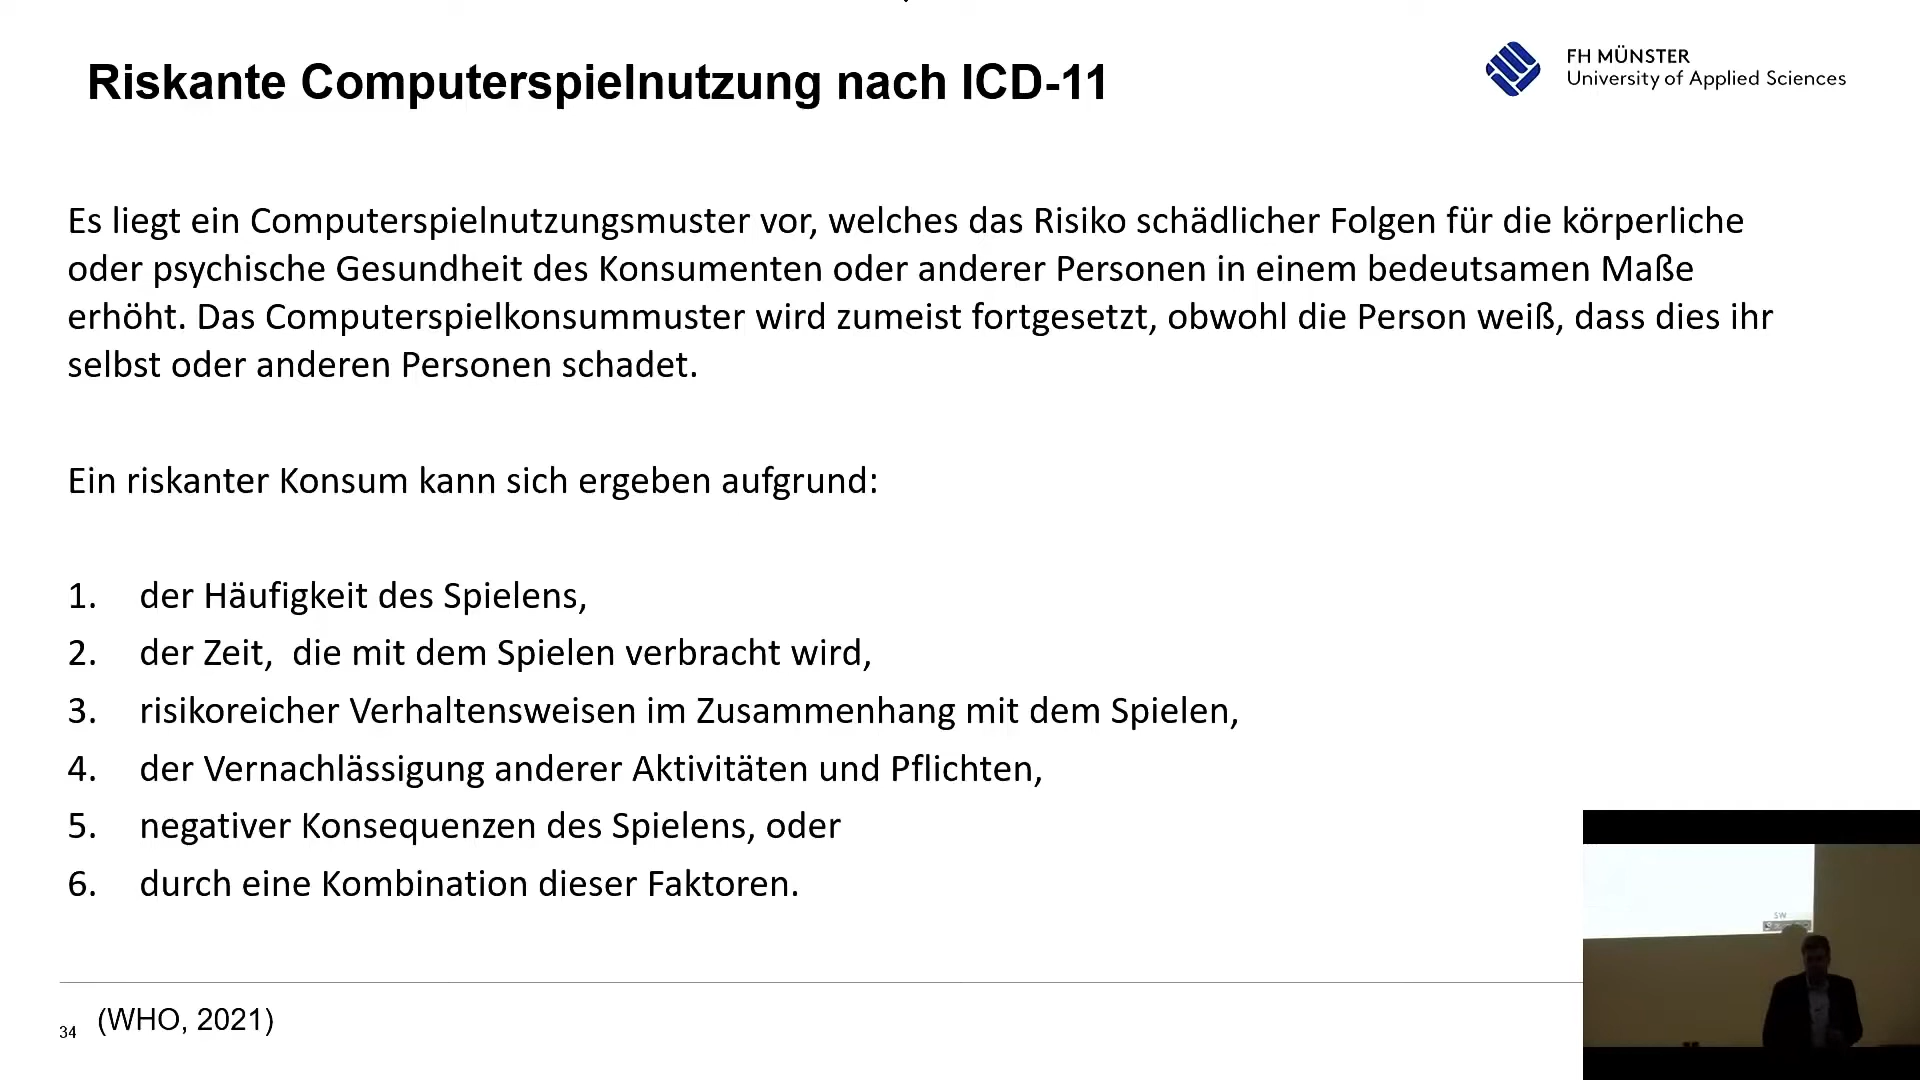 Riskante Computerspielnutzung nach ICD-11
FH MÜNSTER
University of Applied Sciences
Es liegt ein Computerspielnutzungsmuster vor, welches das Risiko schädlicher Folgen für die körperliche
oder psychische Gesundheit des Konsumenten oder anderer Personen in einem bedeutsamen Maße
erhöht. Das Computerspielkonsummuster wird zumeist fortgesetzt, obwohl die Person weiß, dass dies ihr
selbst oder anderen Personen schadet.
Ein riskanter Konsum kann sich ergeben aufgrund:
1. der Häufigkeit des Spielens,
2. der Zeit,  die mit dem Spielen verbracht wird,
3. risikoreicher Verhaltensweisen im Zusammenhang mit dem Spielen,
4. der Vernachlässigung anderer Aktivitäten und Pflichten,
5. negativer Konsequenzen des Spielens, oder
6. durch eine Kombination dieser Faktoren.
SW
34 (WHO, 2021)